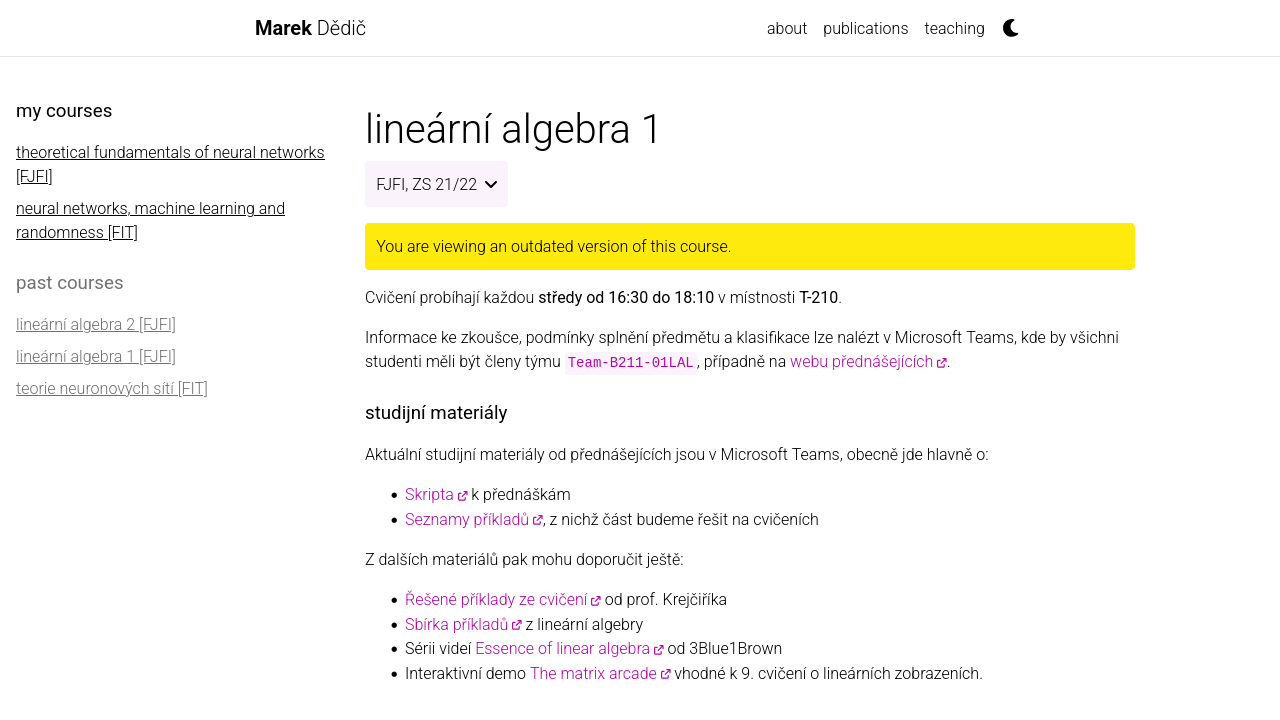 Marek Dědič
about publications teaching
my courses
theoretical fundamentals of neural networks
[FJFI]
neural networks, machine learning and
randomness [FIT]
past courses
lineární algebra 2 [FJFI]
lineární algebra 1 [FJFI]
teorie neuronových sítí [FIT]
lineární algebra 1
FJFI, ZS 21/22
You are viewing an outdated version of this course.
Cvičení probíhají každou středy od 16:30 do 18:10 v místnosti T-210.
Informace ke zkoušce, podmínky splnění předmětu a klasifikace lze nalézt v Microsoft Teams, kde by všichni
studenti měli být členy týmu Team-B211-01LAL, případně na webu přednášejících.
studijní materiály
Aktuální studijní materiály od přednášejících jsou v Microsoft Teams, obecně jde hlavně o:
• Skripta k přednáškám
• Seznamy příkladů, z nichž část budeme řešit na cvičeních
Z dalších materiálů pak mohu doporučit ještě:
• Řešené příklady ze cvičení od prof. Krejčiříka
• Sbírka příkladů z lineární algebry
• Sérii videí Essence of linear algebra od 3Blue1Brown
• Interaktivní demo The matrix arcade vhodné k 9. cvičení o lineárních zobrazeních.